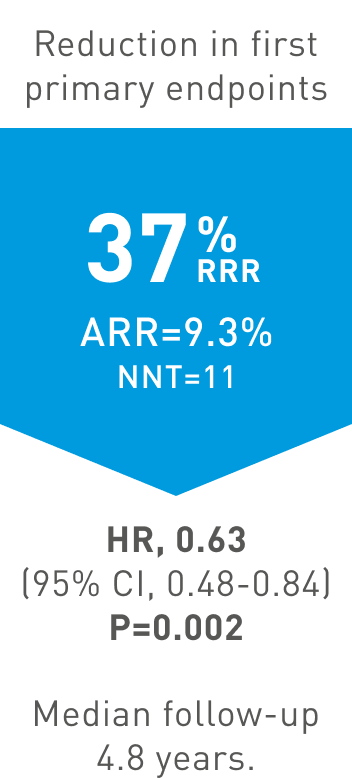 Reduction in first
primary endpoints
37%
RRR
ARR=9.3%
NNT=11
HR, 0.63
(95% CI, 0.48-0.84)
P=0.002
Median follow-up
4.8 years.